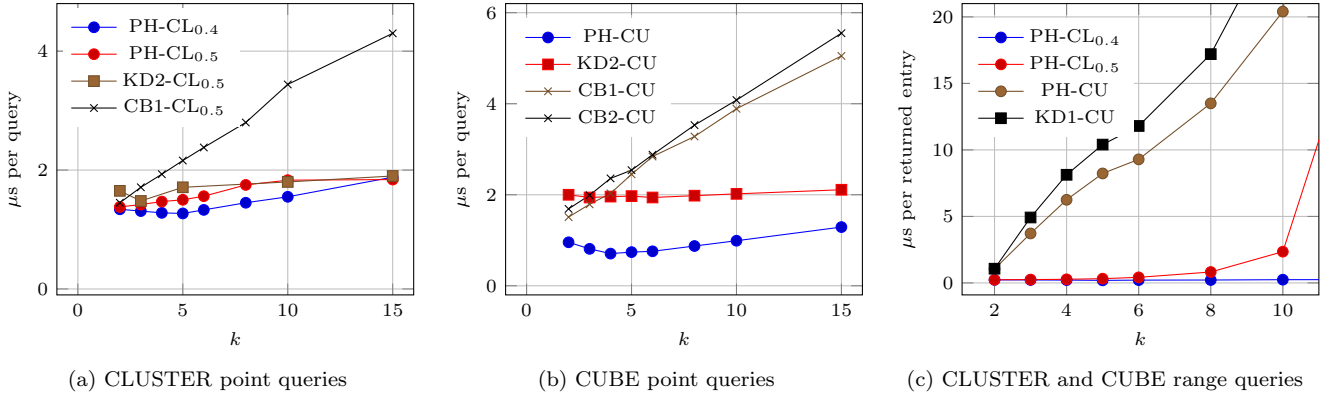 PH-CL0.4
PH-CL0.5
KD2-CL0.5
CB1-CL0.5
4
2
0
µs per query
0
5
10
15
k
(a) CLUSTER point queries
PH-CU
KD2-CU
CB1-CU
CB2-CU
6
4
2
0
µs per query
0
5
10
15
k
(b) CUBE point queries
PH-CL0.4
PH-CL0.5
PH-CU
KD1-CU
20
15
10
5
0
µs per returned entry
2
4
6
8
10
k
(c) CLUSTER and CUBE range queries